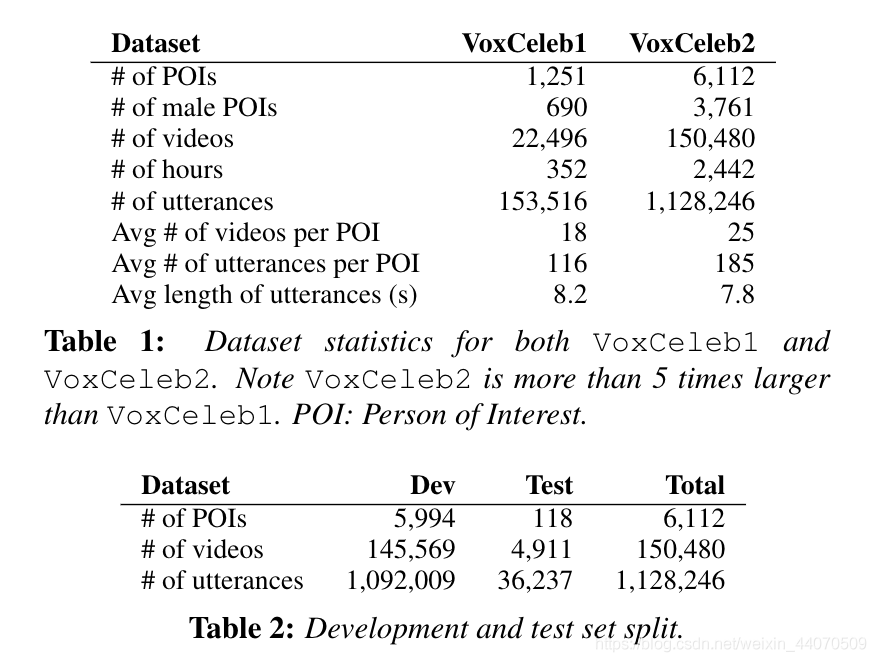 Dataset VoxCeleb1 VoxCeleb2
# of POIs 1,251 6,112
# of male POIs 690 3,761
# of videos 22,496 150,480
# of hours 352 2,442
# of utterances 153,516 1,128,246
Avg # of videos per POI 18 25
Avg # of utterances per POI 116 185
Avg length of utterances (s) 8.2 7.8
Table 1: Dataset statistics for both VoxCeleb1 and
VoxCeleb2. Note VoxCeleb2 is more than 5 times larger
than VoxCeleb1. POI: Person of Interest.
Dataset Dev Test Total
# of POIs 5,994 118 6,112
# of videos 145,569 4,911 150,480
# of utterances 1,092,009 36,237 1,128,246
Table 2: Development and test set split.
https://blog.csdn.net/weixin_44070509